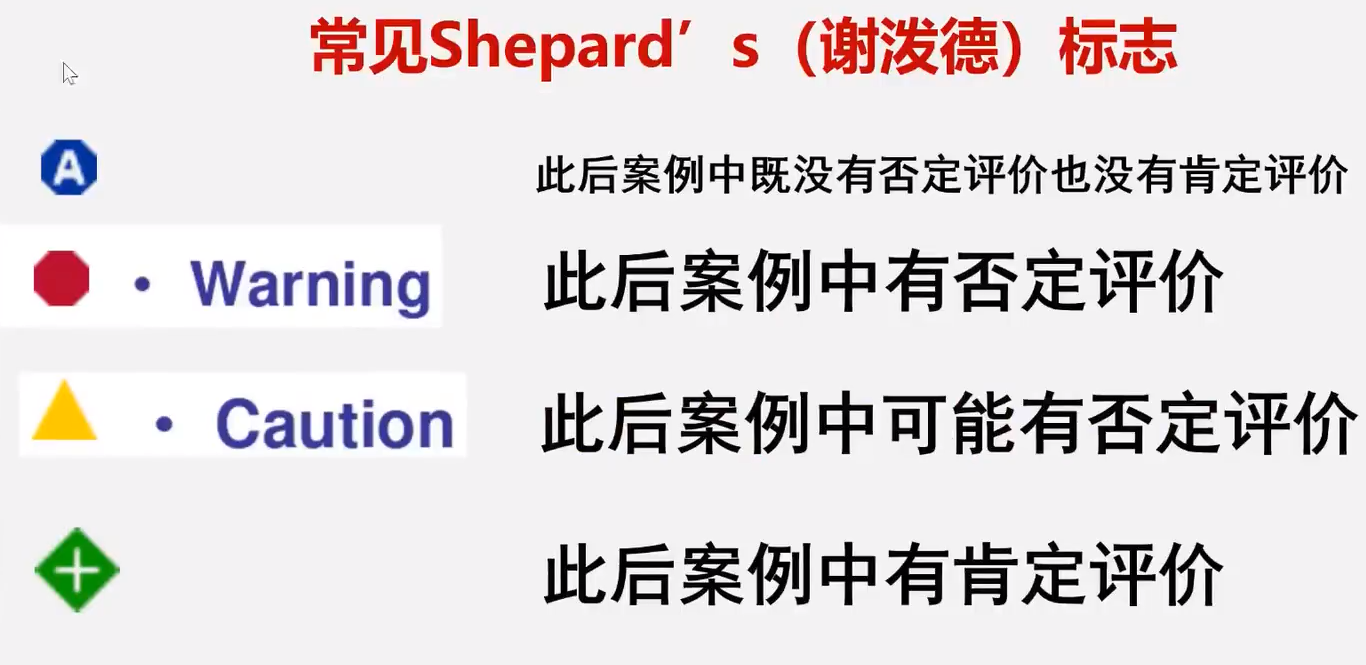 常见Shepard’s（谢泼德）标志
A
此后案例中既没有否定评价也没有肯定评价
• Warning
此后案例中有否定评价
• Caution
此后案例中可能有否定评价
此后案例中有肯定评价